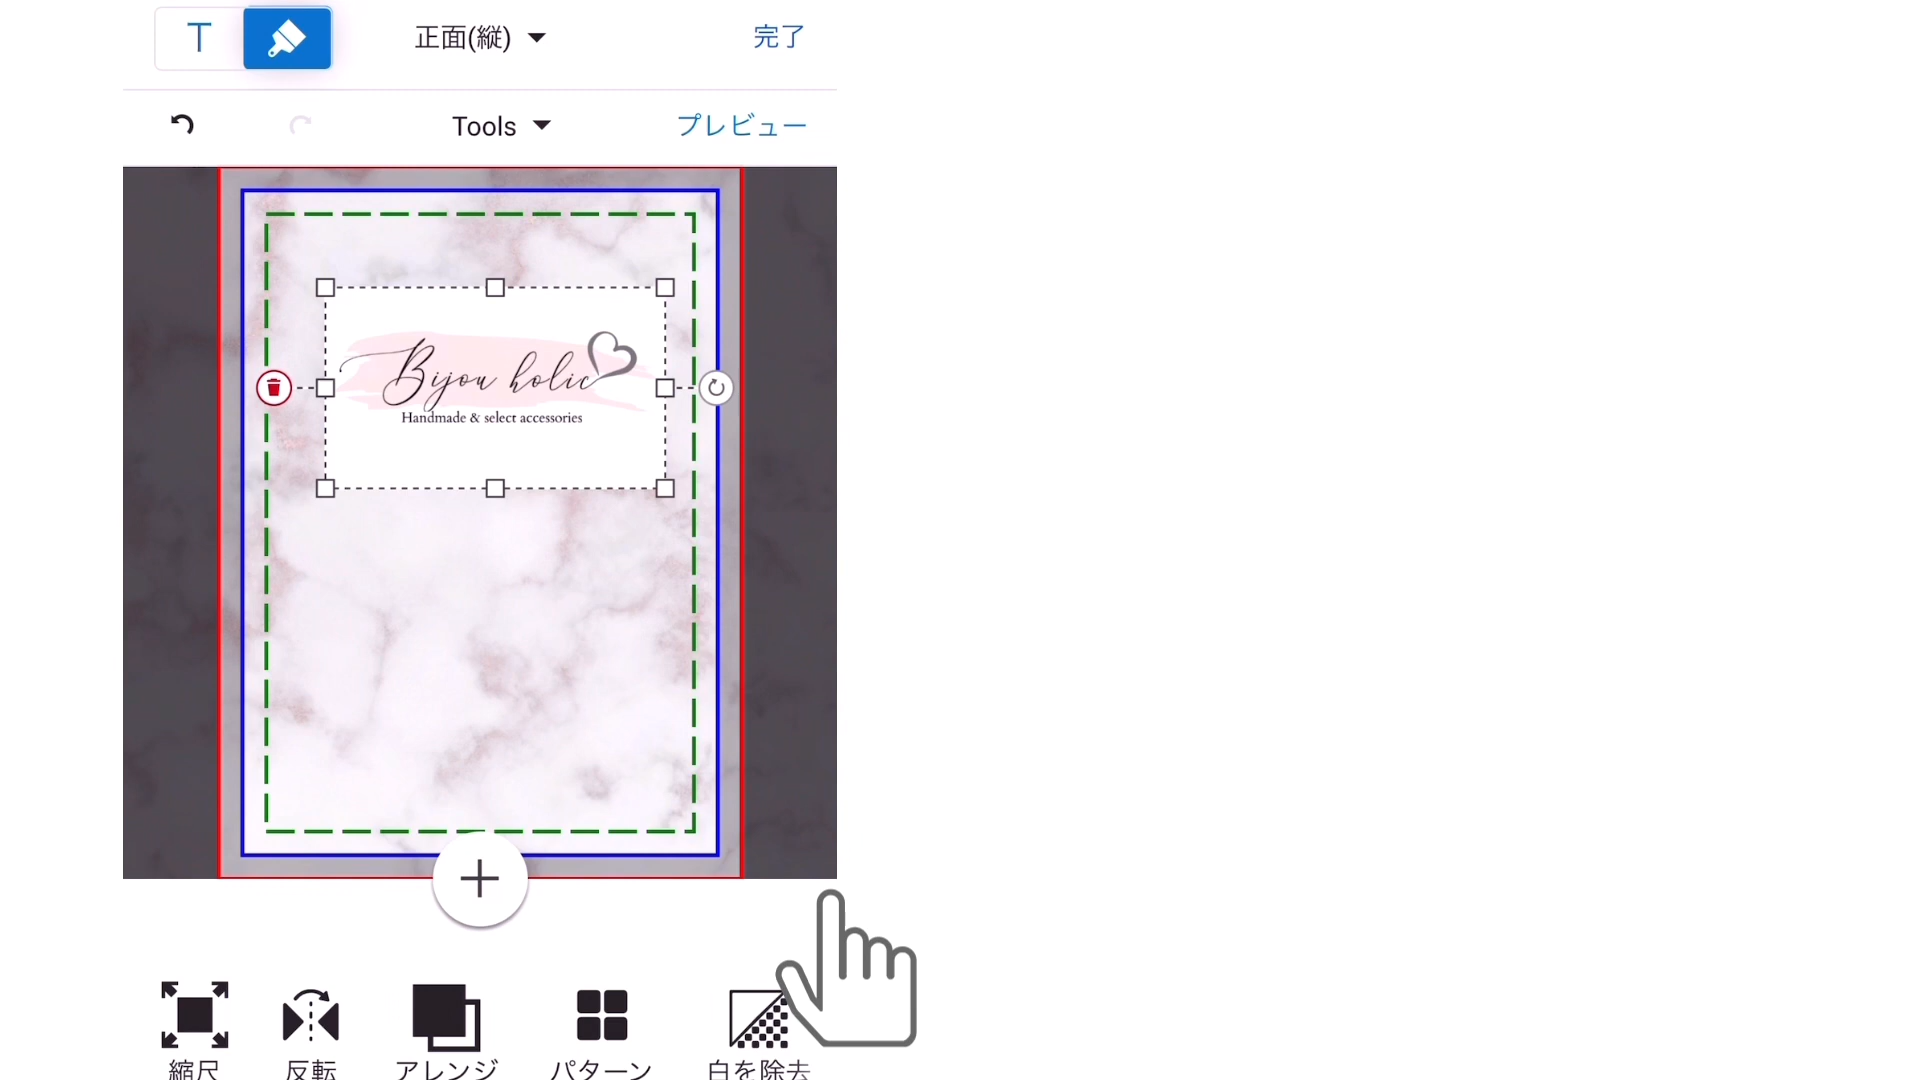 T
正面(縦)
完了
Tools
プレビュー
Bijou holic
Handmade & select accessories
縮尺
反転
アレンジ
パターン
白を除去